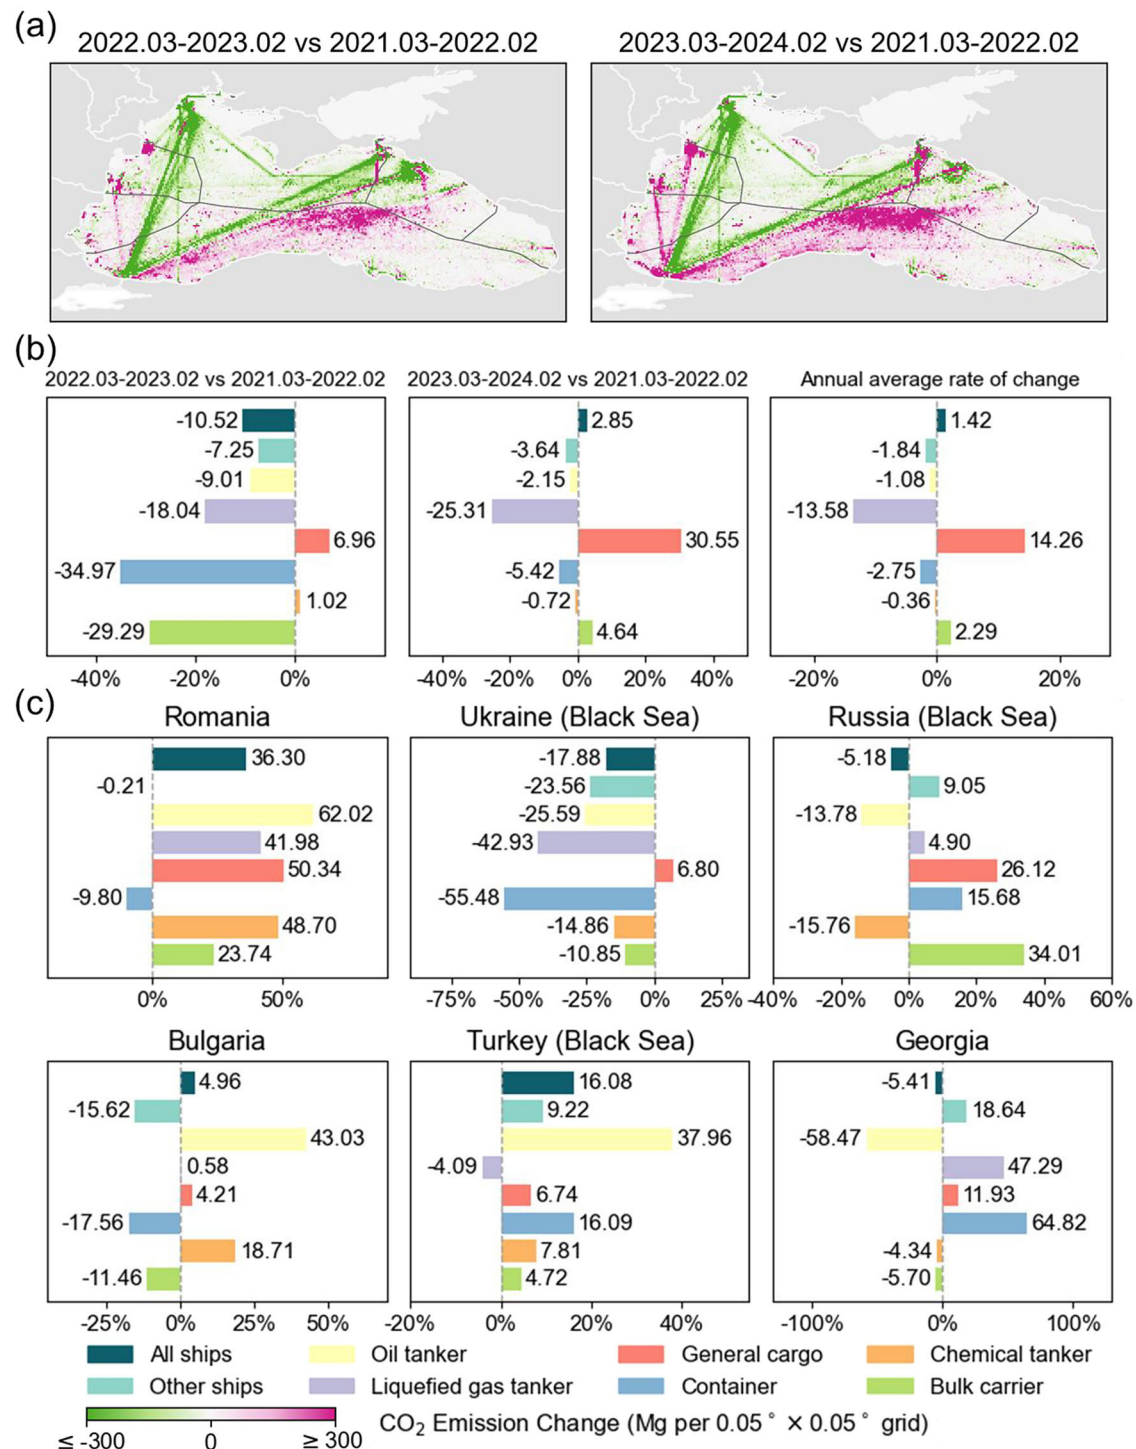 (a)
2022.03-2023.02 vs 2021.03-2022.02
2023.03-2024.02 vs 2021.03-2022.02
(b)
2022.03-2023.02 vs 2021.03-2022.02
-10.52
-7.25
-9.01
-18.04
6.96
-34.97
1.02
-29.29
-40% -20% 0%
2023.03-2024.02 vs 2021.03-2022.02
2.85
-3.64
-2.15
-25.31
30.55
-5.42
-0.72
4.64
-40% -20% 0% 20% 40%
Annual average rate of change
1.42
-1.84
-1.08
-13.58
14.26
-2.75
-0.36
2.29
-20% 0% 20%
(c)
Romania
36.30
-0.21
62.02
41.98
50.34
-9.80
48.70
23.74
0% 50%
Ukraine (Black Sea)
-17.88
-23.56
-25.59
-42.93
6.80
-55.48
-14.86
-10.85
-75% -50% -25% 0% 25%
Russia (Black Sea)
-5.18
9.05
-13.78
4.90
26.12
15.68
-15.76
34.01
-40% -20% 0% 20% 40% 60%
Bulgaria
4.96
-15.62
43.03
0.58
4.21
-17.56
18.71
-11.46
-25% 0% 25% 50%
Turkey (Black Sea)
16.08
9.22
37.96
-4.09
6.74
16.09
7.81
4.72
-20% 0% 20% 40%
Georgia
-5.41
18.64
-58.47
47.29
11.93
64.82
-4.34
-5.70
-100% 0% 100%
All ships Oil tanker General cargo Chemical tanker
Other ships Liquefied gas tanker Container Bulk carrier
CO₂ Emission Change (Mg per 0.05° × 0.05° grid)
≤ -300 0 ≥ 300